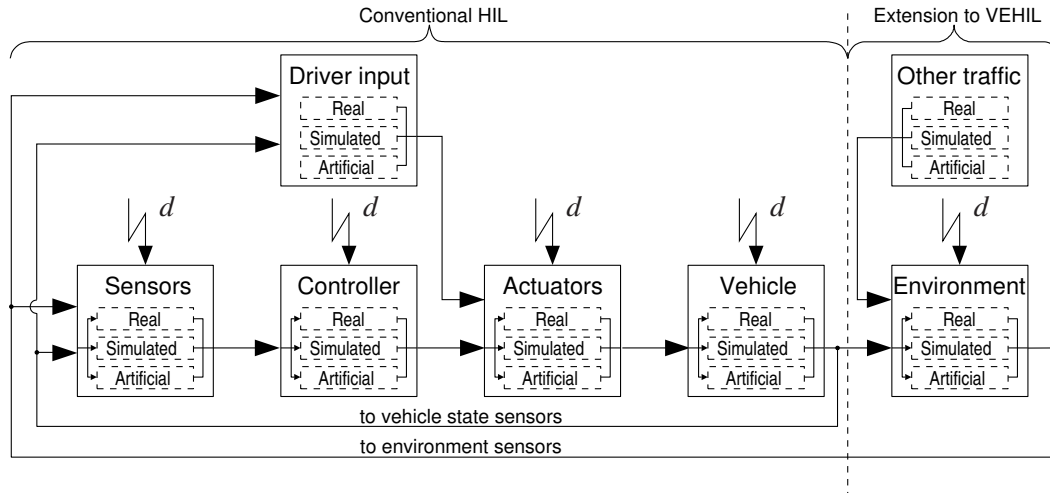 Conventional HIL
Extension to VEHIL
Driver input
Real
Simulated
Artificial
Other traffic
Real
Simulated
Artificial
d
d
d
d
d
Sensors
Real
Simulated
Artificial
Controller
Real
Simulated
Artificial
Actuators
Real
Simulated
Artificial
Vehicle
Real
Simulated
Artificial
Environment
Real
Simulated
Artificial
to vehicle state sensors
to environment sensors